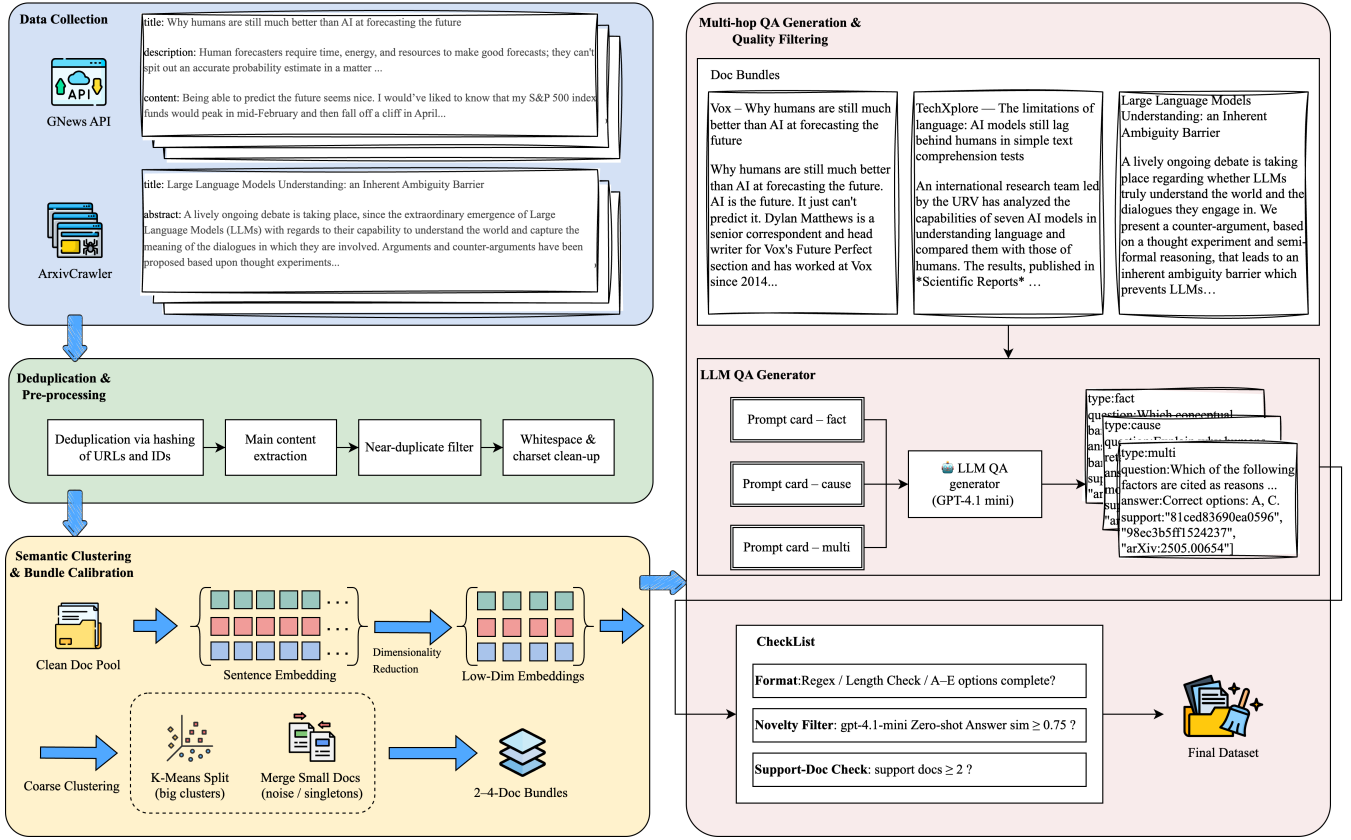 Data Collection
GNews API
title: Why humans are still much better than AI at forecasting the future
description: Human forecasters require time, energy, and resources to make good forecasts; they can't
spit out an accurate probability estimate in a matter ...
content: Being able to predict the future seems nice. I would've liked to know that my S&P 500 index
funds would peak in mid-February and then fall off a cliff in April...
ArxivCrawler
title: Large Language Models Understanding: an Inherent Ambiguity Barrier
abstract: A lively ongoing debate is taking place, since the extraordinary emergence of Large
Language Models (LLMs) with regards to their capability to understand the world and capture the
meaning of the dialogues in which they are involved. Arguments and counter-arguments have been
proposed based upon thought experiments...
Deduplication &
Pre-processing
Deduplication via hashing
of URLs and IDs
Main content
extraction
Near-duplicate filter
Whitespace &
charset clean-up
Semantic Clustering
& Bundle Calibration
Clean Doc Pool
Sentence Embedding
Dimensionality
Reduction
Low-Dim Embeddings
Coarse Clustering
K-Means Split
(big clusters)
Merge Small Docs
(noise / singletons)
2–4-Doc Bundles
Multi-hop QA Generation &
Quality Filtering
Doc Bundles
Vox – Why humans are still much
better than AI at forecasting the
future
Why humans are still much better
than AI at forecasting the future.
AI is the future. It just can't
predict it. Dylan Matthews is a
senior correspondent and head
writer for Vox's Future Perfect
section and has worked at Vox
since 2014...
TechXplore — The limitations of
language: AI models still lag
behind humans in simple text
comprehension tests
An international research team led
by the URV has analyzed the
capabilities of seven AI models in
understanding language and
compared them with those of
humans. The results, published in
*Scientific Reports* …
Large Language Models
Understanding: an Inherent
Ambiguity Barrier
A lively ongoing debate is taking
place regarding whether LLMs
truly understand the world and the
dialogues they engage in. We
present a counter-argument, based
on a thought experiment and semi-
formal reasoning, that leads to an
inherent ambiguity barrier which
prevents LLMs…
LLM QA Generator
Prompt card – fact
Prompt card – cause
Prompt card – multi
LLM QA
generator
(GPT-4.1 mini)
type:fact
question:Which conceptual
type:cause
type:multi
question:Which of the following
factors are cited as reasons ...
answer:Correct options: A, C.
support:"81ced83690ea0596",
"98ec3b5ff1524237",
"arXiv:2505.00654"]
CheckList
Format:Regex / Length Check / A–E options complete?
Novelty Filter: gpt-4.1-mini Zero-shot Answer sim ≥ 0.75 ?
Support-Doc Check: support docs ≥ 2 ?
Final Dataset